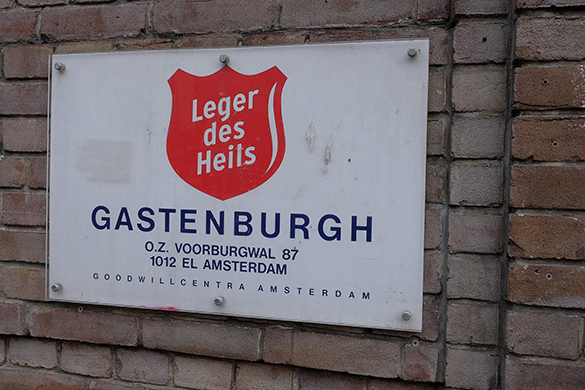 Leger
des
Heils
GASTENBURGH
O.Z. VOORBURGWAL 87
1012 EL AMSTERDAM
GOODWILLCENTRA AMSTERDAM